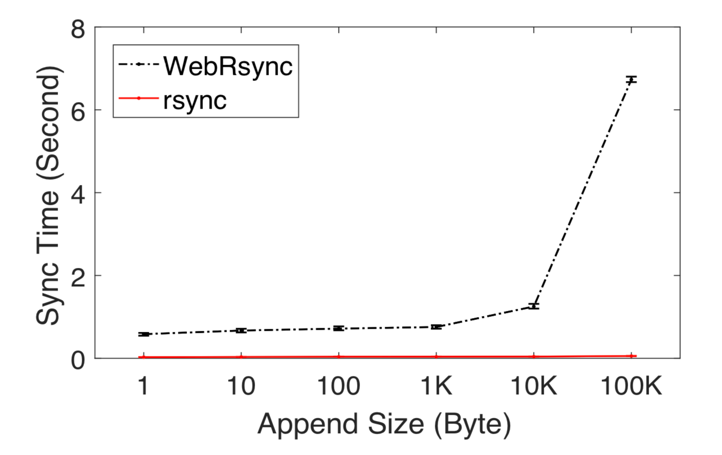 WebRsync
rsync
8
6
4
2
0
Sync Time (Second)
1 10 100 1K 10K 100K
Append Size (Byte)